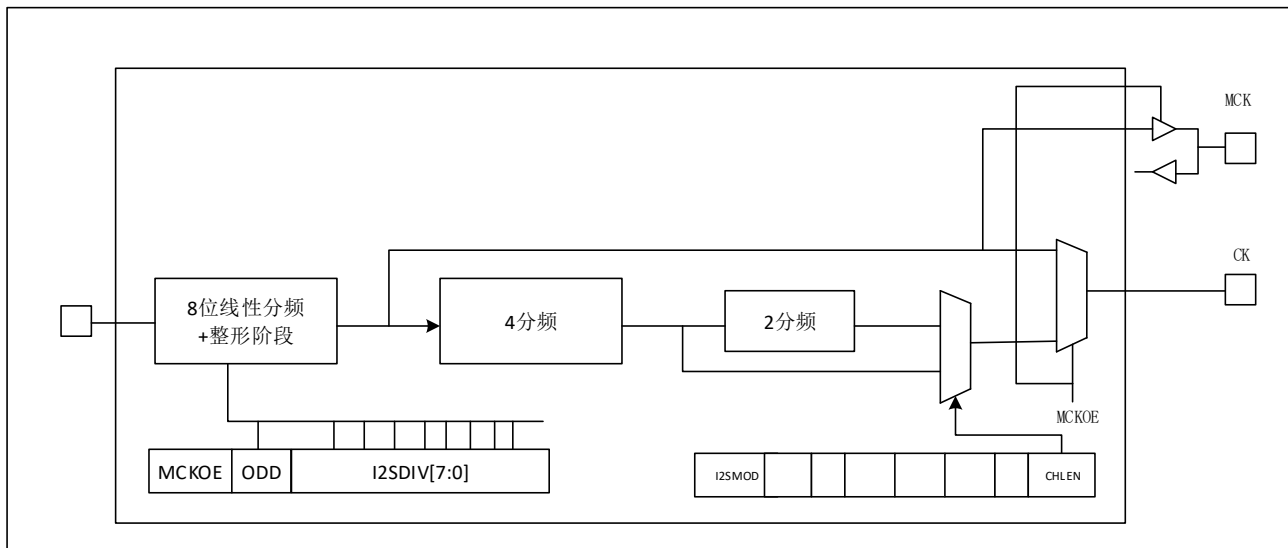 MCK
CK
8位线性分频
+整形阶段
4分频
2分频
MCKOE
MCKOE
ODD
I2SDIV[7:0]
I2SMOD
CHLEN